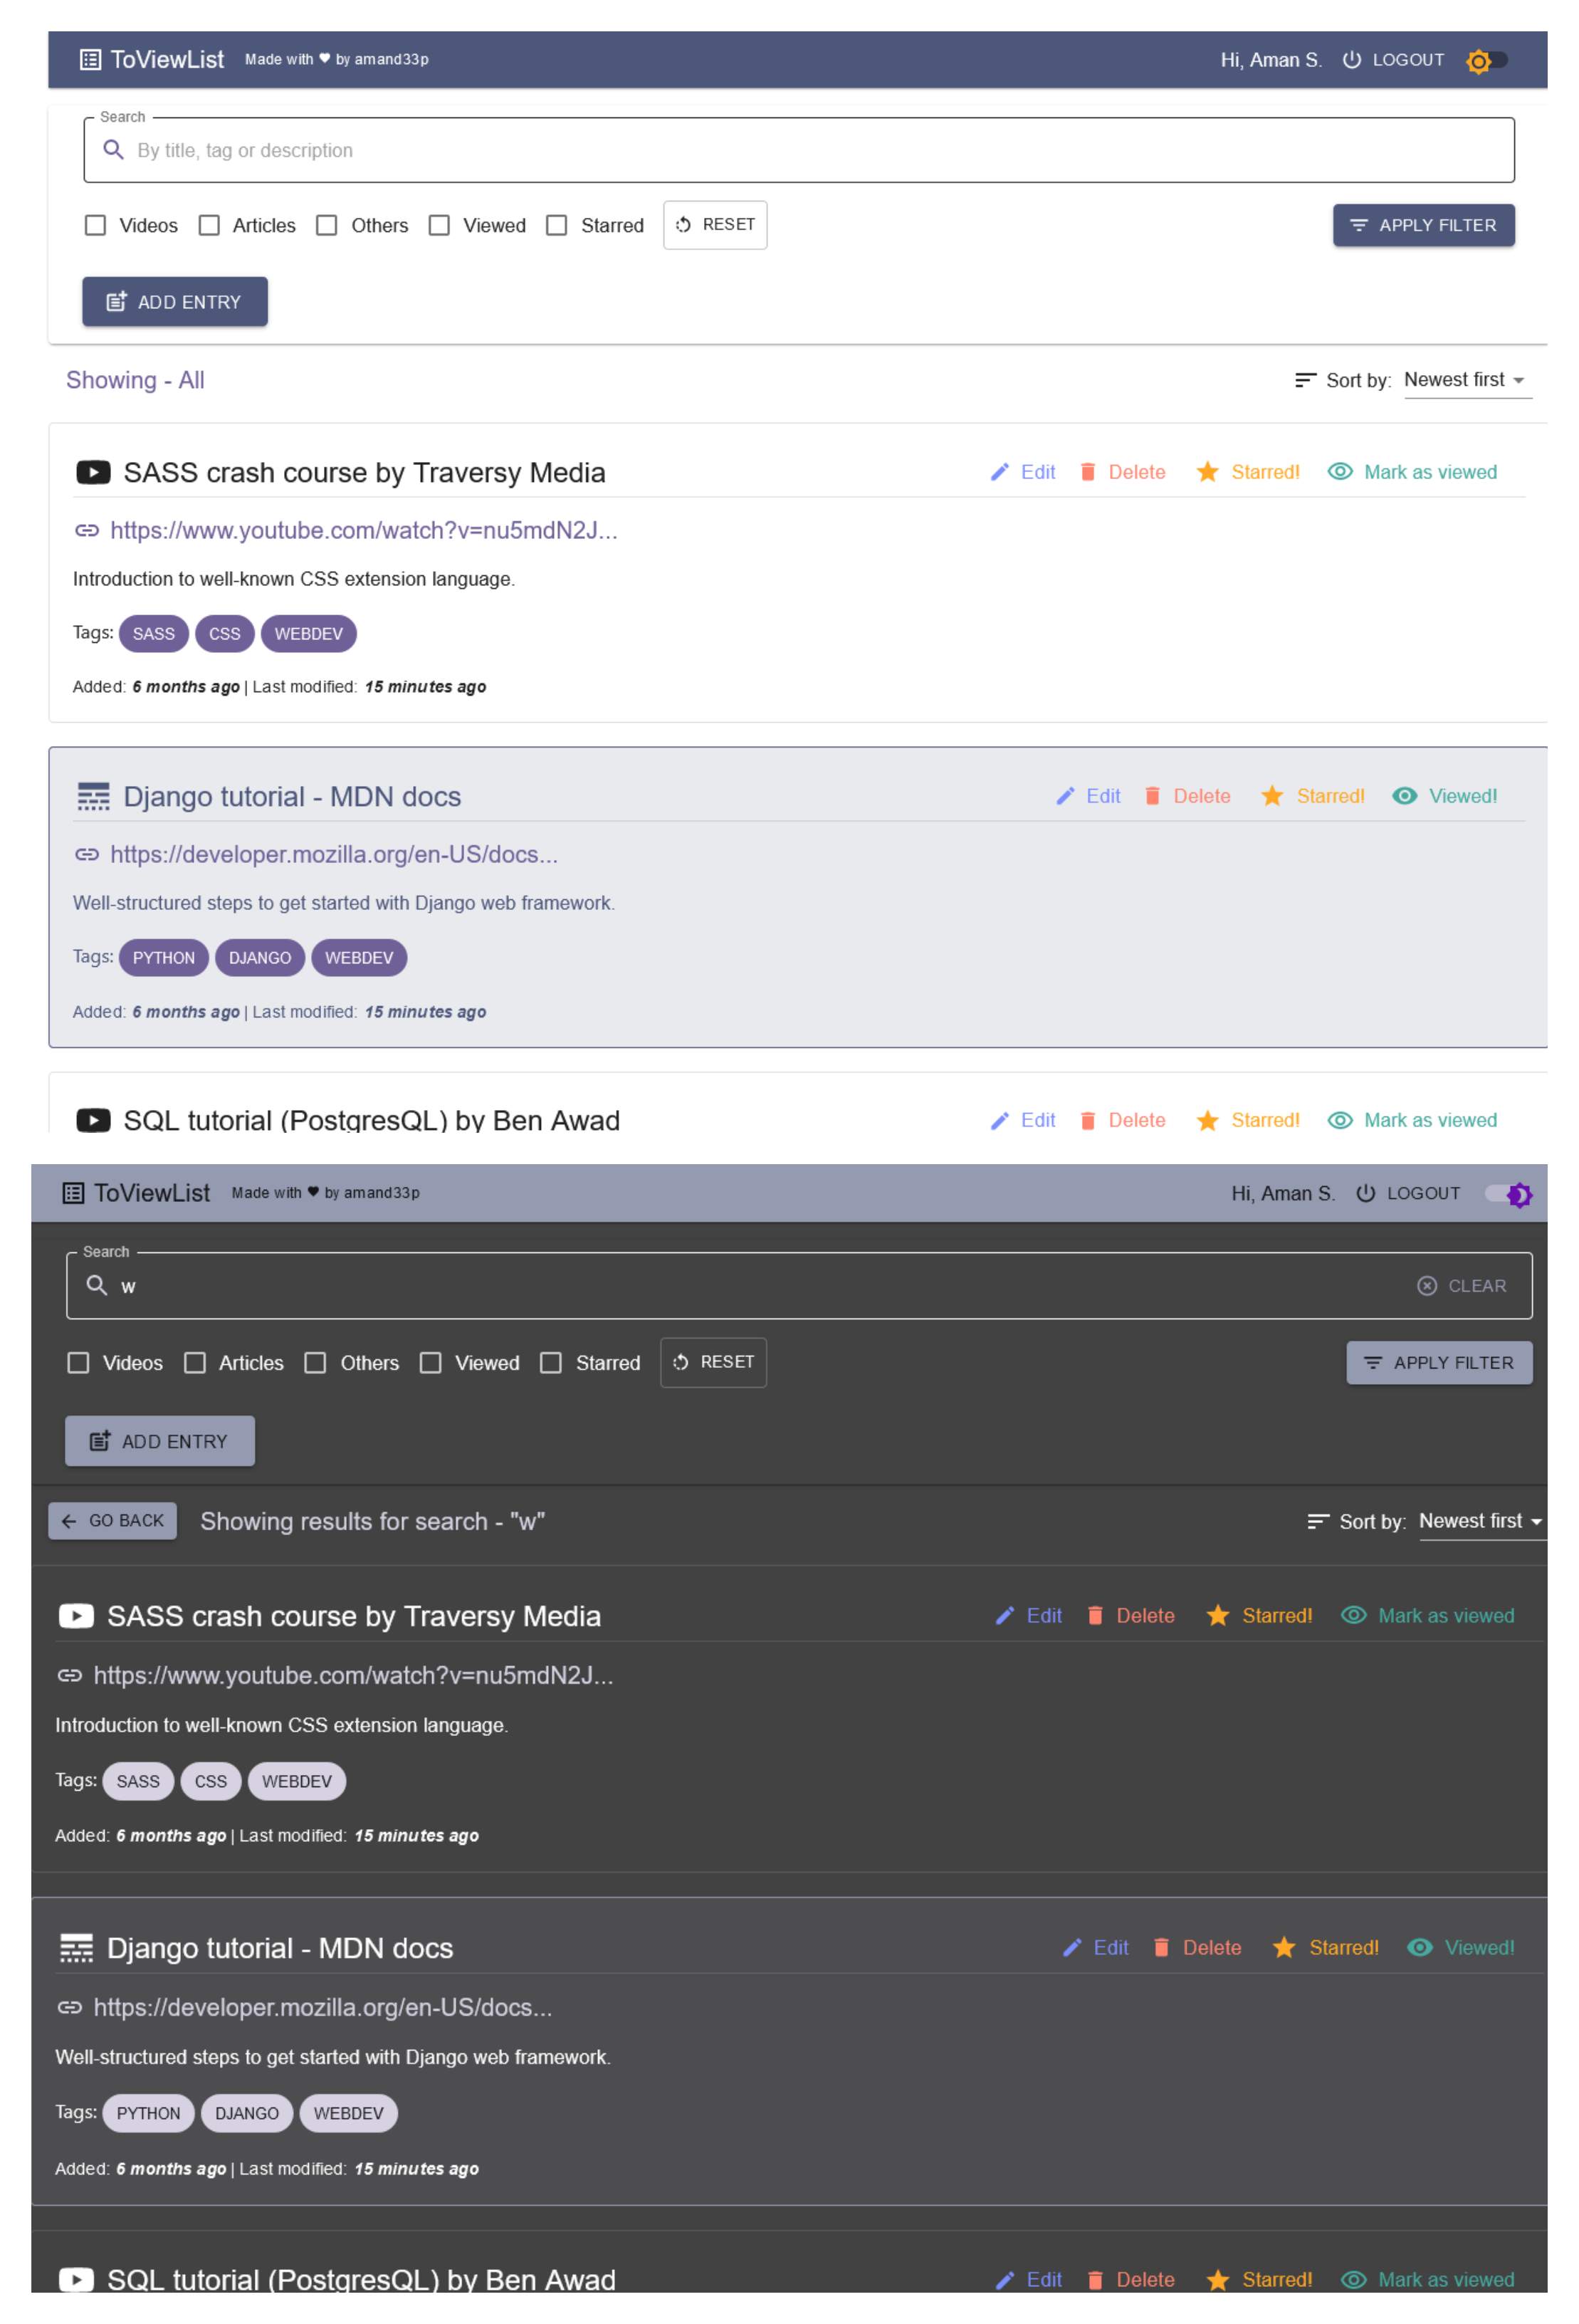 ToViewList Made with ♥ by amand33p Hi, Aman S. LOGOUT
Search
By title, tag or description
Videos Articles Others Viewed Starred RESET APPLY FILTER
ADD ENTRY
Showing - All Sort by: Newest first
SASS crash course by Traversy Media Edit Delete Starred! Mark as viewed
https://www.youtube.com/watch?v=nu5mdN2J...
Introduction to well-known CSS extension language.
Tags: SASS CSS WEBDEV
Added: 6 months ago | Last modified: 15 minutes ago
Django tutorial - MDN docs Edit Delete Starred! Viewed!
https://developer.mozilla.org/en-US/docs...
Well-structured steps to get started with Django web framework.
Tags: PYTHON DJANGO WEBDEV
Added: 6 months ago | Last modified: 15 minutes ago
SQL tutorial (PostgresQL) by Ben Awad Edit Delete Starred! Mark as viewed
ToViewList Made with ♥ by amand33p Hi, Aman S. LOGOUT
Search
w CLEAR
Videos Articles Others Viewed Starred RESET APPLY FILTER
ADD ENTRY
GO BACK Showing results for search - "w" Sort by: Newest first
SASS crash course by Traversy Media Edit Delete Starred! Mark as viewed
https://www.youtube.com/watch?v=nu5mdN2J...
Introduction to well-known CSS extension language.
Tags: SASS CSS WEBDEV
Added: 6 months ago | Last modified: 15 minutes ago
Django tutorial - MDN docs Edit Delete Starred! Viewed!
https://developer.mozilla.org/en-US/docs...
Well-structured steps to get started with Django web framework.
Tags: PYTHON DJANGO WEBDEV
Added: 6 months ago | Last modified: 15 minutes ago
SQL tutorial (PostgresQL) by Ben Awad Edit Delete Starred! Mark as viewed